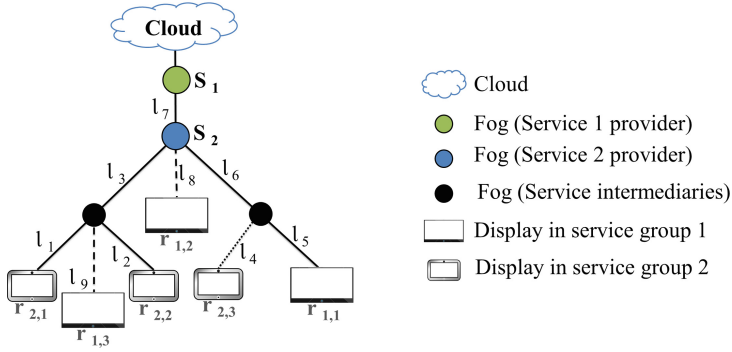 Cloud
S 1
l 7
S 2
l 3
l 8
l 6
r 1,2
l 1
l 9
l 2
l 4
l 5
r 2,1
r 1,3
r 2,2
r 2,3
r 1,1
Cloud
Fog (Service 1 provider)
Fog (Service 2 provider)
Fog (Service intermediaries)
Display in service group 1
Display in service group 2